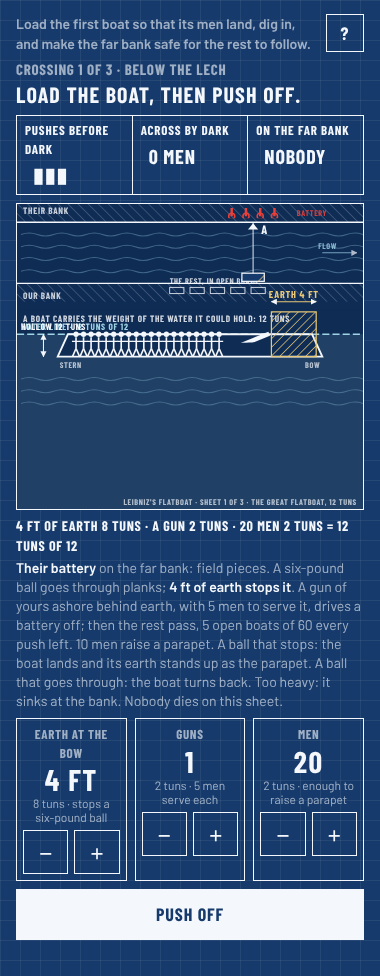 Load the first boat so that its men land, dig in,
and make the far bank safe for the rest to follow.
?
CROSSING 1 OF 3 · BELOW THE LECH
LOAD THE BOAT, THEN PUSH OFF.
PUSHES BEFORE
DARK
ACROSS BY DARK
0 MEN
ON THE FAR BANK
NOBODY
THEIR BANK
BATTERY
A
FLOW
THE REST, IN OPEN
OUR BANK
EARTH 4 FT
A BOAT CARRIES THE WEIGHT OF THE WATER IT COULD HOLD: 12 TUNS
TUNS OF 12
STERN
BOW
LEIBNIZ'S FLATBOAT · SHEET 1 OF 3 · THE GREAT FLATBOAT, 12 TUNS
4 FT OF EARTH 8 TUNS · A GUN 2 TUNS · 20 MEN 2 TUNS = 12
TUNS OF 12
Their battery on the far bank: field pieces. A six-pound
ball goes through planks; 4 ft of earth stops it. A gun of
yours ashore behind earth, with 5 men to serve it, drives a
battery off; then the rest pass, 5 open boats of 60 every
push left. 10 men raise a parapet. A ball that stops: the
boat lands and its earth stands up as the parapet. A ball
that goes through: the boat turns back. Too heavy: it
sinks at the bank. Nobody dies on this sheet.
EARTH AT THE
BOW
4 FT
8 tuns · stops a
six-pound ball
−
+
GUNS
1
2 tuns · 5 men
serve each
−
+
MEN
20
2 tuns · enough to
raise a parapet
−
+
PUSH OFF